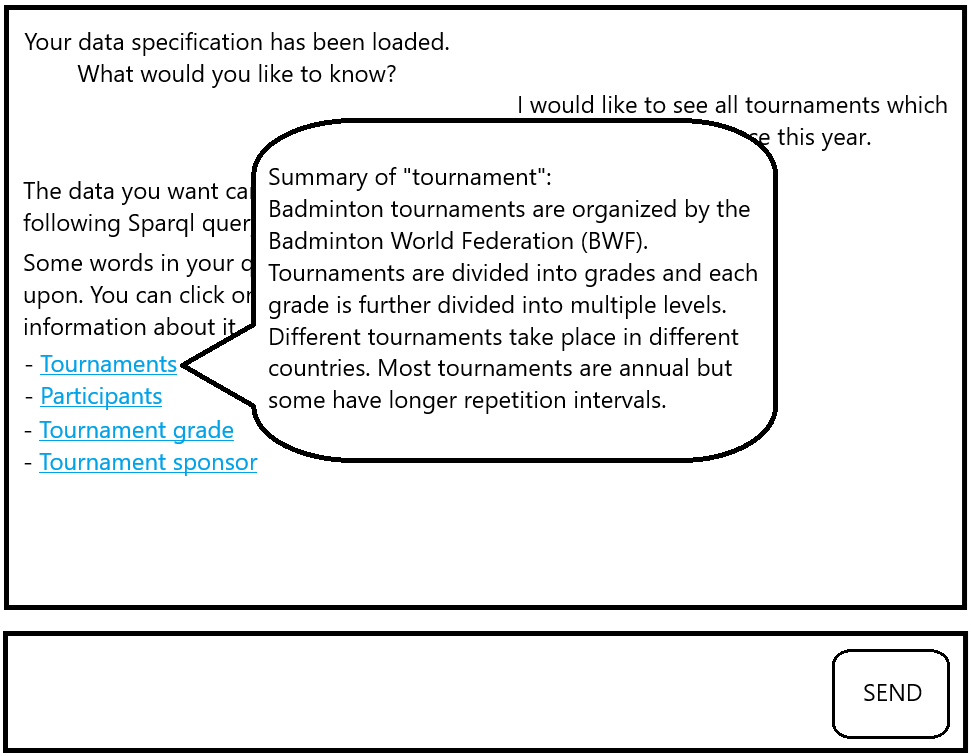 Your data specification has been loaded.
What would you like to know?
I would like to see all tournaments which
this year.
The data you want
following Sparql
Some words in your
upon. You can click
information about it
- Tournaments
- Participants
- Tournament grade
- Tournament sponsor
Summary of "tournament":
Badminton tournaments are organized by the
Badminton World Federation (BWF).
Tournaments are divided into grades and each
grade is further divided into multiple levels.
Different tournaments take place in different
countries. Most tournaments are annual but
some have longer repetition intervals.
SEND